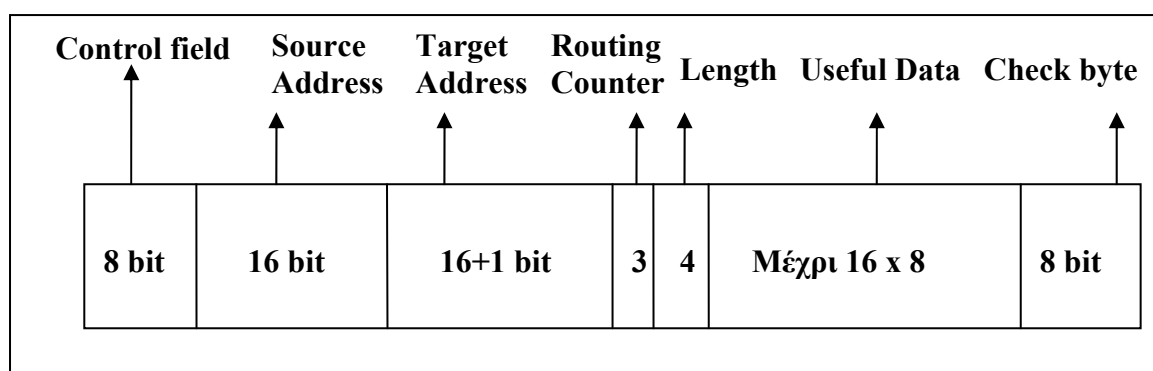 Control field
Source
Address
Target
Address
Routing
Counter
Length
Useful Data
Check byte
8 bit
16 bit
16+1 bit
3
4
Μέχρι 16 x 8
8 bit